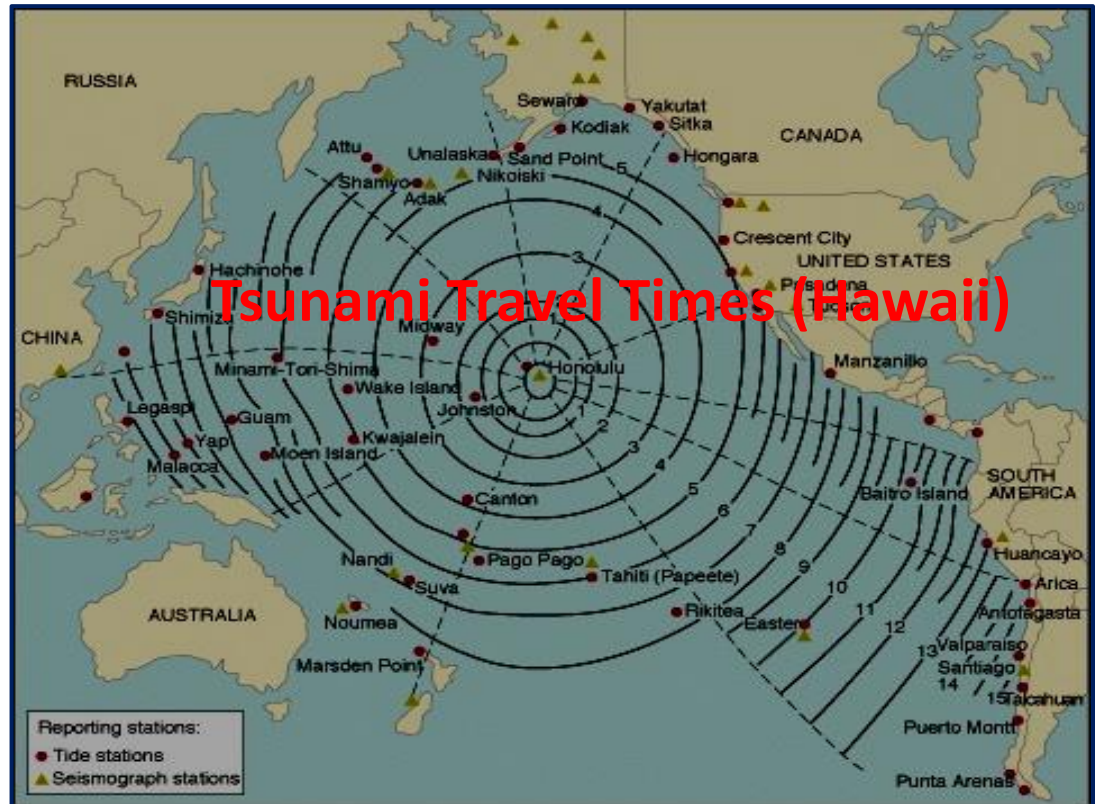 RUSSIA
Seward
Yakutat
Kodiak
Sitka
CANADA
Attu
Unalaska
Sand Point
Hongara
Shamyo
Nikoiski
Adak
5
4
Crescent City
Hachinohe
3
UNITED STATES
Tsunami Travel Times (Hawaii)
Pasadena
Tucson
Shimizu
CHINA
Midway
1
Minami-Tori-Shima
Honolulu
Manzanillo
Wake Island
Johnston
1
Legaspi
Guam
2
Yap
Kwajalein
3
Malacca
Moen Island
4
SOUTH
AMERICA
Baitro Island
5
Canton
6
7
Huancayo
8
Nandi
Pago Pago
9
Tahiti (Papeete)
Suva
10
Arica
AUSTRALIA
Noumea
Rikitea
11
Antofagasta
Easter
12
Valparaiso
Marsden Point
13
Santiago
14
15
Talcahuan
Puerto Montt
Reporting stations:
Tide stations
Seismograph stations
Punta Arenas